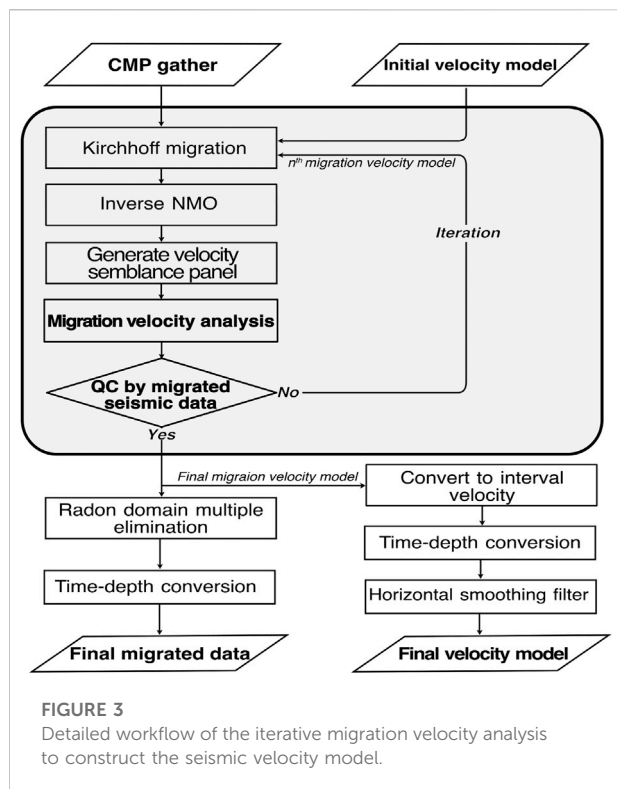 CMP gather
Initial velocity model
Kirchhoff migration
nth migration velocity model
Inverse NMO
Iteration
Generate velocity
semblance panel
Migration velocity analysis
QC by migrated
seismic data
No
Yes
Final migraion velocity model
Radon domain multiple
elimination
Time-depth conversion
Final migrated data
Convert to interval
velocity
Time-depth conversion
Horizontal smoothing filter
Final velocity model
FIGURE 3
Detailed workflow of the iterative migration velocity analysis
to construct the seismic velocity model.